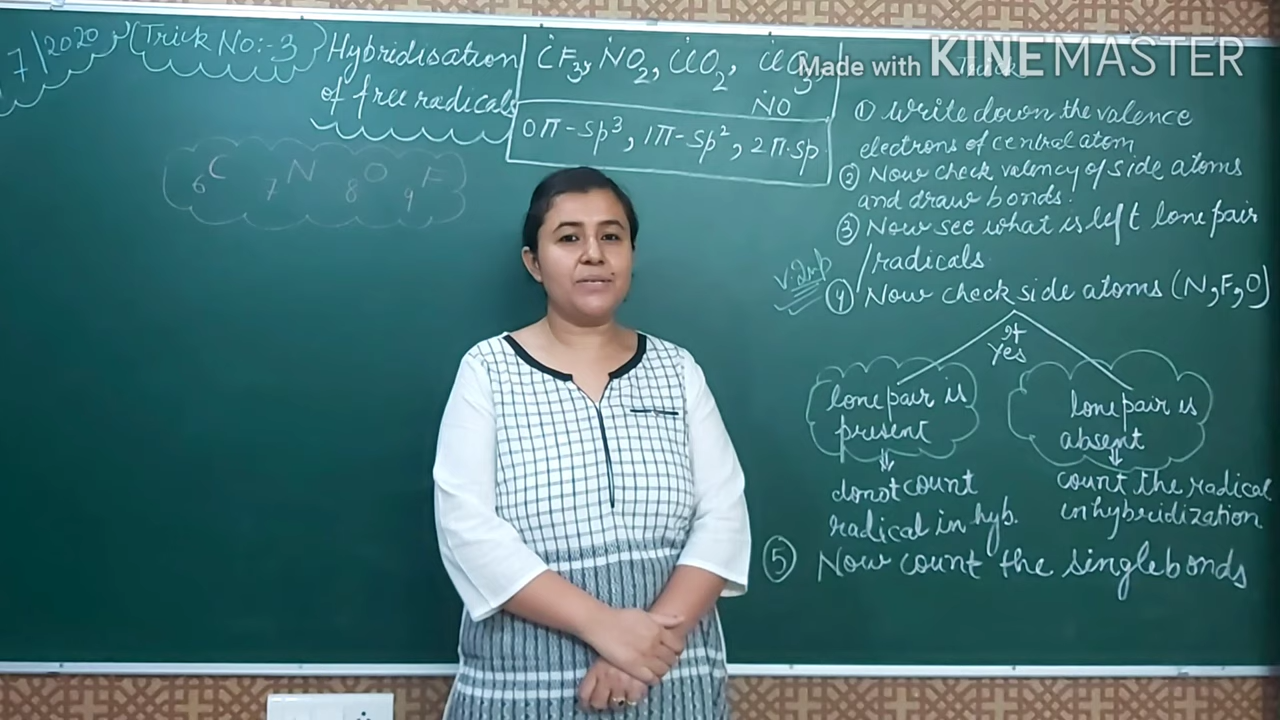 7/2020 (Trick No:-3) Hybridisation
of free radicals
ĊF3, ṄO2, ĊlO2, ĊlO3,
ṄO
0π-sp³, 1π-sp², 2π-sp
6C 7N 8O 9F
Made with KINEMASTER
Trick
① Write down the valence
electrons of central atom
② Now check valency of side atoms
and draw bonds.
③ Now see what is left lone pair
/radicals
v.Imp
④ Now check side atoms (N,F,O)
If
Yes
lone pair is
present
⇓
donot count
radical in hyb.
lone pair is
absent
⇓
count the radical
in hybridization
⑤ Now count the single bonds